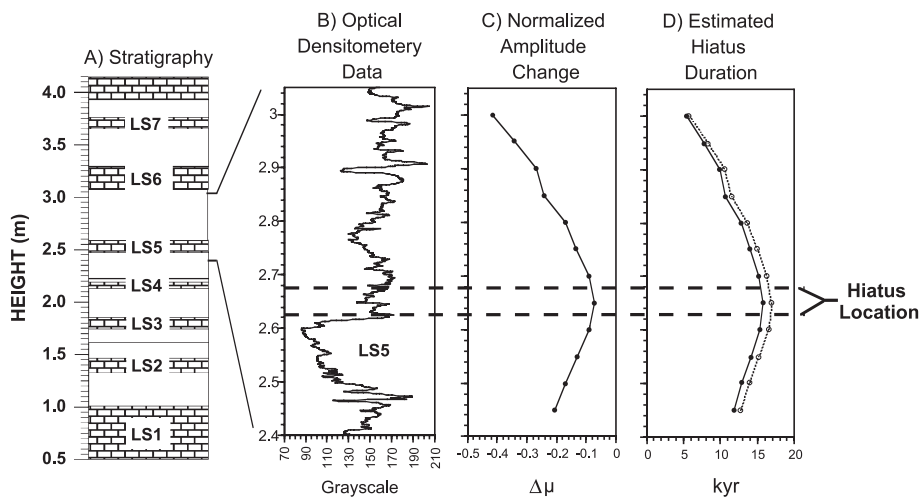 A) Stratigraphy
HEIGHT (m)
4.0
3.5
3.0
2.5
2.0
1.5
1.0
0.5
LS7
LS6
LS5
LS4
LS3
LS2
LS1
B) Optical
Densitometery
Data
3
2.9
2.8
2.7
2.6
2.5
2.4
LS5
70
90
110
130
150
170
190
210
Grayscale
C) Normalized
Amplitude
Change
-0.5 -0.4 -0.3 -0.2 -0.1 0
Δμ
D) Estimated
Hiatus
Duration
0 5 10 15 20
kyr
Hiatus
Location